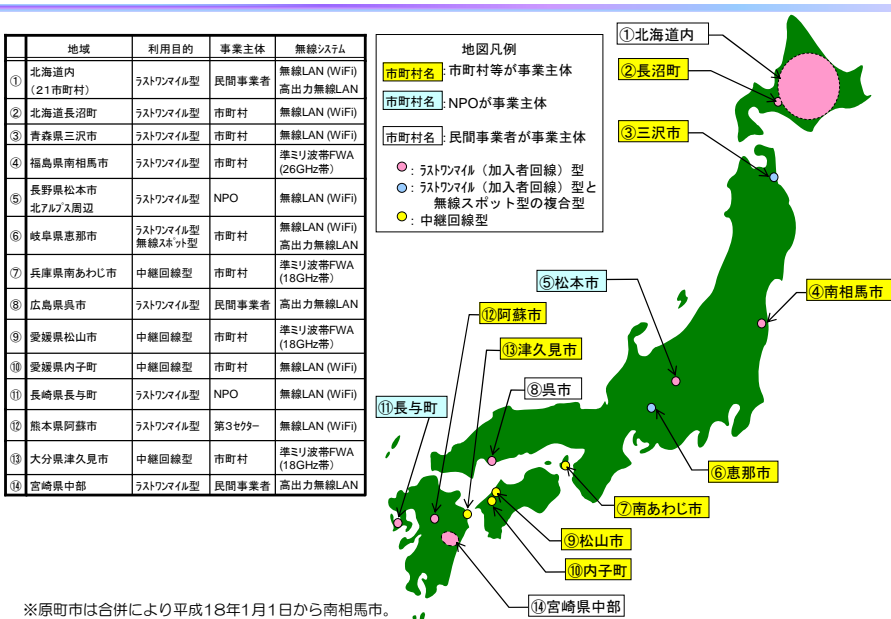 地域 利用目的 事業主体 無線システム
① 北海道内 ラストワンマイル型 民間事業者 無線LAN (WiFi)
(21市町村) 高出力無線LAN
② 北海道長沼町 ラストワンマイル型 市町村 無線LAN (WiFi)
③ 青森県三沢市 ラストワンマイル型 市町村 無線LAN (WiFi)
④ 福島県南相馬市 ラストワンマイル型 市町村 準ミリ波帯FWA
(26GHz帯)
⑤ 長野県松本市 ラストワンマイル型 NPO 無線LAN (WiFi)
北アルプス周辺
⑥ 岐阜県恵那市 ラストワンマイル型 市町村 無線LAN (WiFi)
無線スポット型 高出力無線LAN
⑦ 兵庫県南あわじ市 中継回線型 市町村 準ミリ波帯FWA
(18GHz帯)
⑧ 広島県呉市 ラストワンマイル型 民間事業者 高出力無線LAN
⑨ 愛媛県松山市 中継回線型 市町村 準ミリ波帯FWA
(18GHz帯)
⑩ 愛媛県内子町 中継回線型 市町村 無線LAN (WiFi)
⑪ 長崎県長与町 ラストワンマイル型 NPO 無線LAN (WiFi)
⑫ 熊本県阿蘇市 ラストワンマイル型 第3セクター 無線LAN (WiFi)
⑬ 大分県津久見市 中継回線型 市町村 準ミリ波帯FWA
(18GHz帯)
⑭ 宮崎県中部 ラストワンマイル型 民間事業者 高出力無線LAN
地図凡例
市町村名:市町村等が事業主体
市町村名:NPOが事業主体
市町村名:民間事業者が事業主体
:ラストワンマイル(加入者回線)型
:ラストワンマイル(加入者回線)型と
無線スポット型の複合型
:中継回線型
①北海道内
②長沼町
③三沢市
④南相馬市
⑤松本市
⑫阿蘇市
⑬津久見市
⑧呉市
⑪長与町
⑥恵那市
⑦南あわじ市
⑨松山市
⑩内子町
⑭宮崎県中部
※原町市は合併により平成18年1月1日から南相馬市。